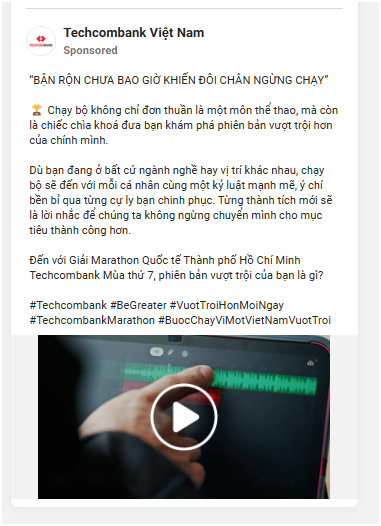 Techcombank Việt Nam
Sponsored
TECHCOMBANK
"BẬN RỘN CHƯA BAO GIỜ KHIẾN ĐÔI CHÂN NGỪNG CHẠY"
🏆 Chạy bộ không chỉ đơn thuần là một môn thể thao, mà còn
là chiếc chìa khoá đưa bạn khám phá phiên bản vượt trội hơn
của chính mình.
Dù bạn đang ở bất cứ ngành nghề hay vị trí khác nhau, chạy
bộ sẽ đến với mỗi cá nhân cùng một kỷ luật mạnh mẽ, ý chí
bền bỉ qua từng cự ly bạn chinh phục. Từng thành tích mới sẽ
là lời nhắc để chúng ta không ngừng chuyển mình cho mục
tiêu thành công hơn.
Đến với Giải Marathon Quốc tế Thành phố Hồ Chí Minh
Techcombank Mùa thứ 7, phiên bản vượt trội của bạn là gì?
#Techcombank #BeGreater #VuotTroiHonMoiNgay
#TechcombankMarathon #BuocChayViMotVietNamVuotTroi